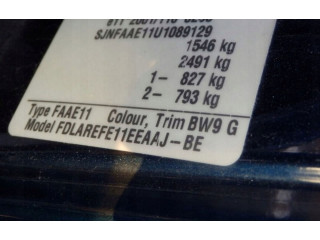 SJNFAAE11U1089129
1546 kg
2491 kg
1- 827 kg
2- 793 kg
Type FAAE11 Colour, Trim BW9 G
Model FDLAREFE11EEAAJ-BE